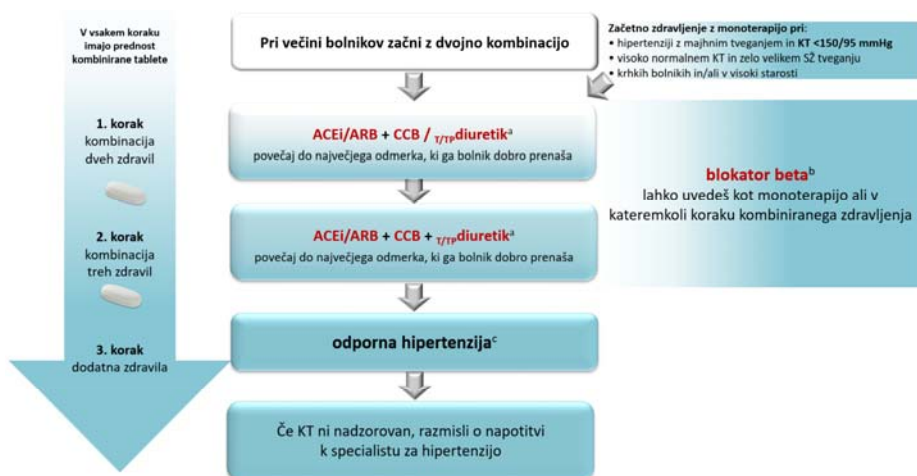 V vsakem koraku
imajo prednost
kombinirane tablete
1. korak
kombinacija
dveh zdravil
2. korak
kombinacija
treh zdravil
3. korak
dodatna zdravila
Pri večini bolnikov začni z dvojno kombinacijo
Začetno zdravljenje z monoterapijo pri:
• hipertenziji z majhnim tveganjem in KT <150/95 mmHg
• visoko normalnem KT in zelo velikem SŽ tveganju
• krhkih bolnikih in/ali v visoki starosti
ACEi/ARB + CCB / T/TPdiuretikᵃ
povečaj do največjega odmerka, ki ga bolnik dobro prenaša
ACEi/ARB + CCB + T/TPdiuretikᵃ
povečaj do največjega odmerka, ki ga bolnik dobro prenaša
blokator betaᵇ
lahko uvedeš kot monoterapijo ali v
kateremkoli koraku kombiniranega zdravljenja
odporna hipertenzijaᶜ
Če KT ni nadzorovan, razmisli o napotitvi
k specialistu za hipertenzijo